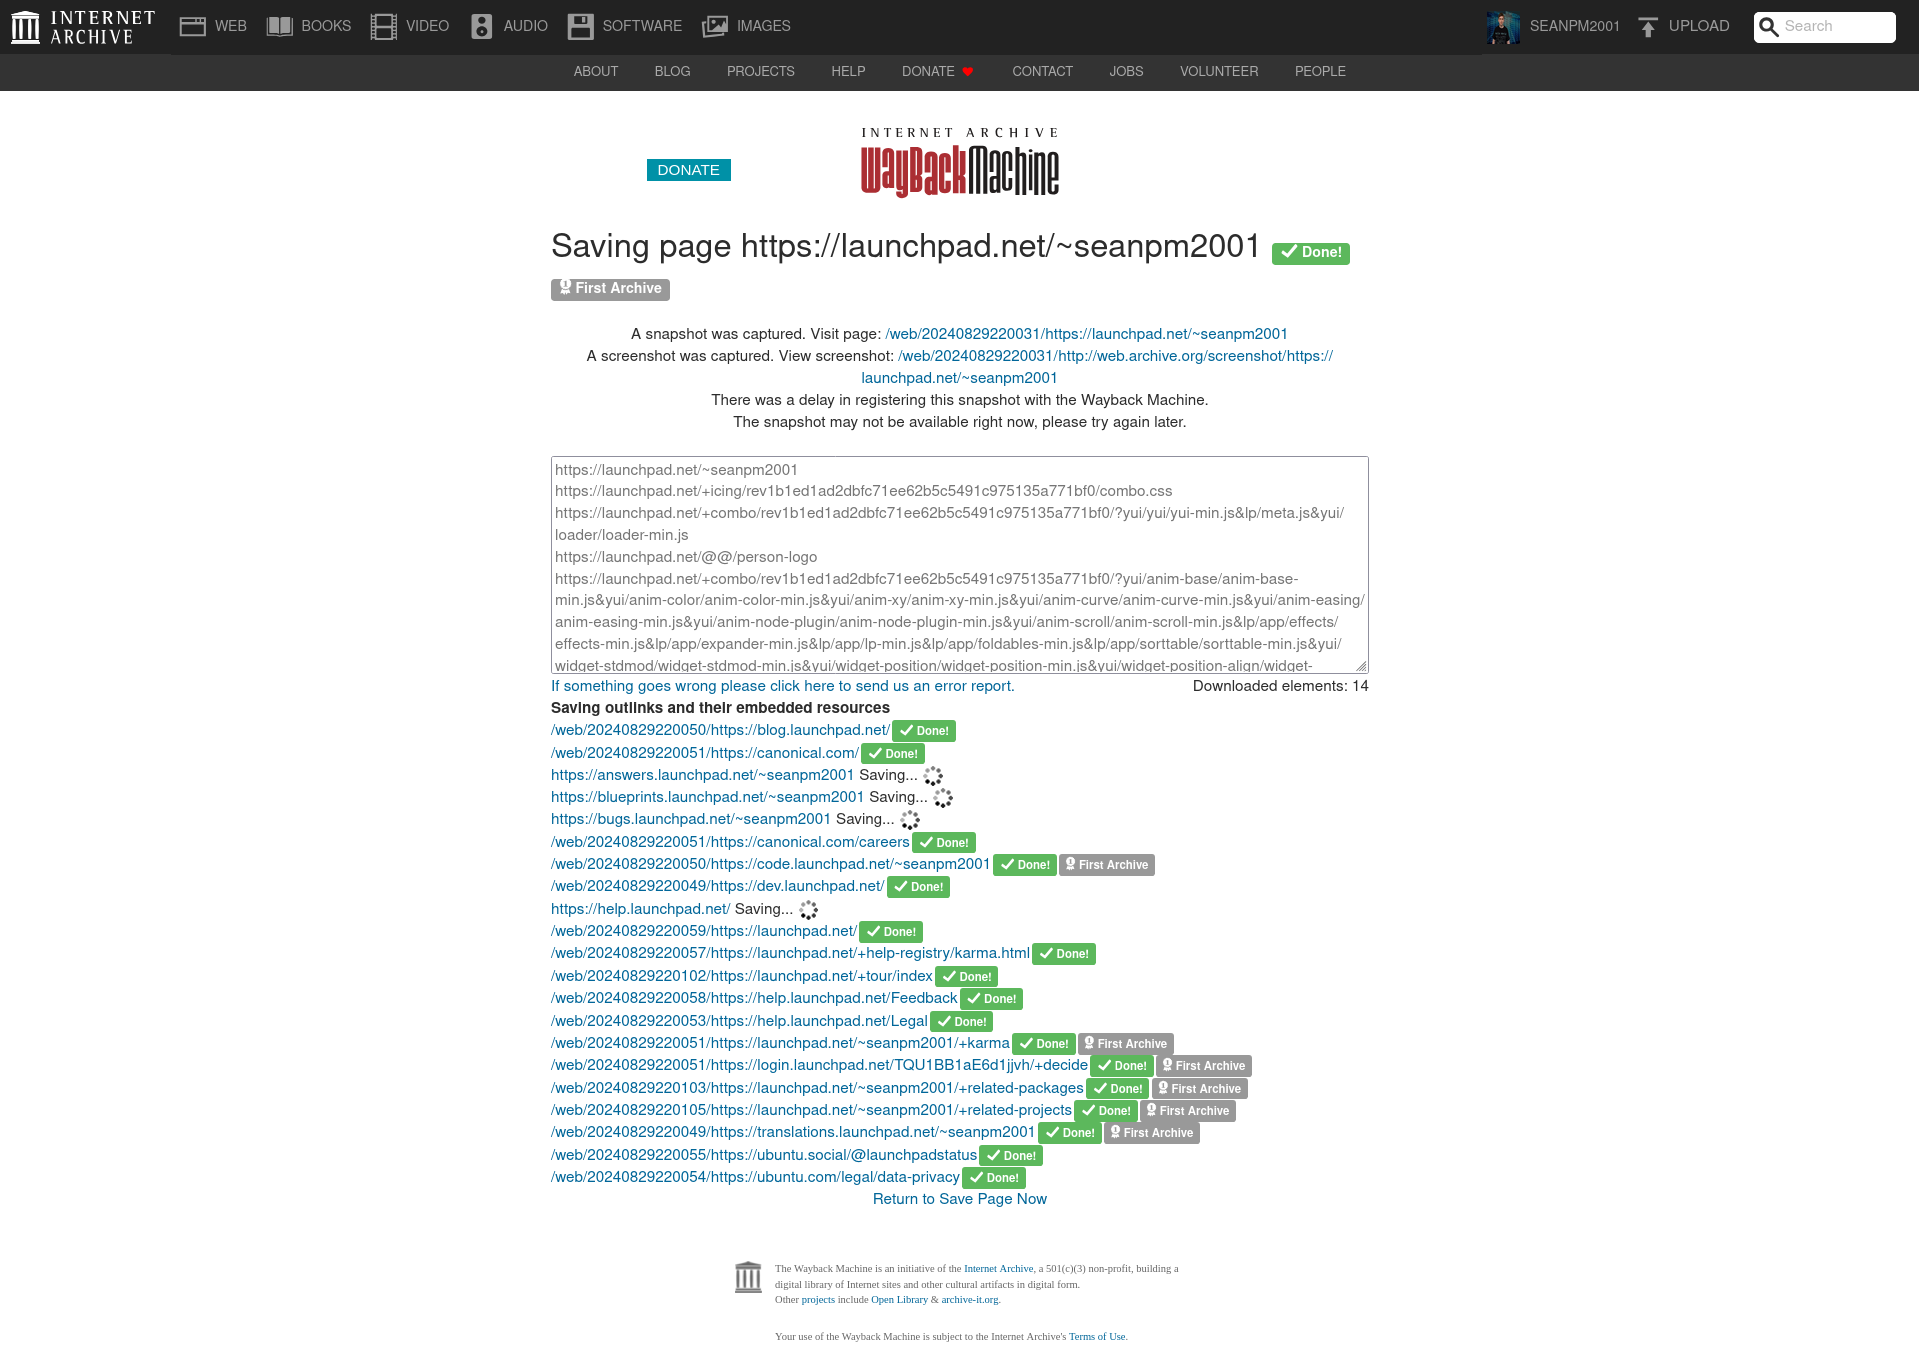 INTERNET ARCHIVE
WEB BOOKS VIDEO AUDIO SOFTWARE IMAGES SEANPM2001 UPLOAD Search
ABOUT BLOG PROJECTS HELP DONATE CONTACT JOBS VOLUNTEER PEOPLE
INTERNET ARCHIVE
WayBackMachine
DONATE
Saving page https://launchpad.net/~seanpm2001 Done!
First Archive
A snapshot was captured. Visit page: /web/20240829220031/https://launchpad.net/~seanpm2001
A screenshot was captured. View screenshot: /web/20240829220031/http://web.archive.org/screenshot/https://
launchpad.net/~seanpm2001
There was a delay in registering this snapshot with the Wayback Machine.
The snapshot may not be available right now, please try again later.
https://launchpad.net/~seanpm2001
https://launchpad.net/+icing/rev1b1ed1ad2dbfc71ee62b5c5491c975135a771bf0/combo.css
https://launchpad.net/+combo/rev1b1ed1ad2dbfc71ee62b5c5491c975135a771bf0/?yui/yui/yui-min.js&lp/meta.js&yui/
loader/loader-min.js
https://launchpad.net/@@/person-logo
https://launchpad.net/+combo/rev1b1ed1ad2dbfc71ee62b5c5491c975135a771bf0/?yui/anim-base/anim-base-
min.js&yui/anim-color/anim-color-min.js&yui/anim-xy/anim-xy-min.js&yui/anim-curve/anim-curve-min.js&yui/anim-easing/
anim-easing-min.js&yui/anim-node-plugin/anim-node-plugin-min.js&yui/anim-scroll/anim-scroll-min.js&lp/app/effects/
effects-min.js&lp/app/expander-min.js&lp/app/lp-min.js&lp/app/foldables-min.js&lp/app/sorttable/sorttable-min.js&yui/
widget-stdmod/widget-stdmod-min.js&yui/widget-position/widget-position-min.js&yui/widget-position-align/widget-
If something goes wrong please click here to send us an error report. Downloaded elements: 14
Saving outlinks and their embedded resources
/web/20240829220050/https://blog.launchpad.net/ Done!
/web/20240829220051/https://canonical.com/ Done!
https://answers.launchpad.net/~seanpm2001 Saving...
https://blueprints.launchpad.net/~seanpm2001 Saving...
https://bugs.launchpad.net/~seanpm2001 Saving...
/web/20240829220051/https://canonical.com/careers Done!
/web/20240829220050/https://code.launchpad.net/~seanpm2001 Done! First Archive
/web/20240829220049/https://dev.launchpad.net/ Done!
https://help.launchpad.net/ Saving...
/web/20240829220059/https://launchpad.net/ Done!
/web/20240829220057/https://launchpad.net/+help-registry/karma.html Done!
/web/20240829220102/https://launchpad.net/+tour/index Done!
/web/20240829220058/https://help.launchpad.net/Feedback Done!
/web/20240829220053/https://help.launchpad.net/Legal Done!
/web/20240829220051/https://launchpad.net/~seanpm2001/+karma Done! First Archive
/web/20240829220051/https://login.launchpad.net/TQU1BB1aE6d1jjvh/+decide Done! First Archive
/web/20240829220103/https://launchpad.net/~seanpm2001/+related-packages Done! First Archive
/web/20240829220105/https://launchpad.net/~seanpm2001/+related-projects Done! First Archive
/web/20240829220049/https://translations.launchpad.net/~seanpm2001 Done! First Archive
/web/20240829220055/https://ubuntu.social/@launchpadstatus Done!
/web/20240829220054/https://ubuntu.com/legal/data-privacy Done!
Return to Save Page Now
The Wayback Machine is an initiative of the Internet Archive, a 501(c)(3) non-profit, building a
digital library of Internet sites and other cultural artifacts in digital form.
Other projects include Open Library & archive-it.org.
Your use of the Wayback Machine is subject to the Internet Archive's Terms of Use.